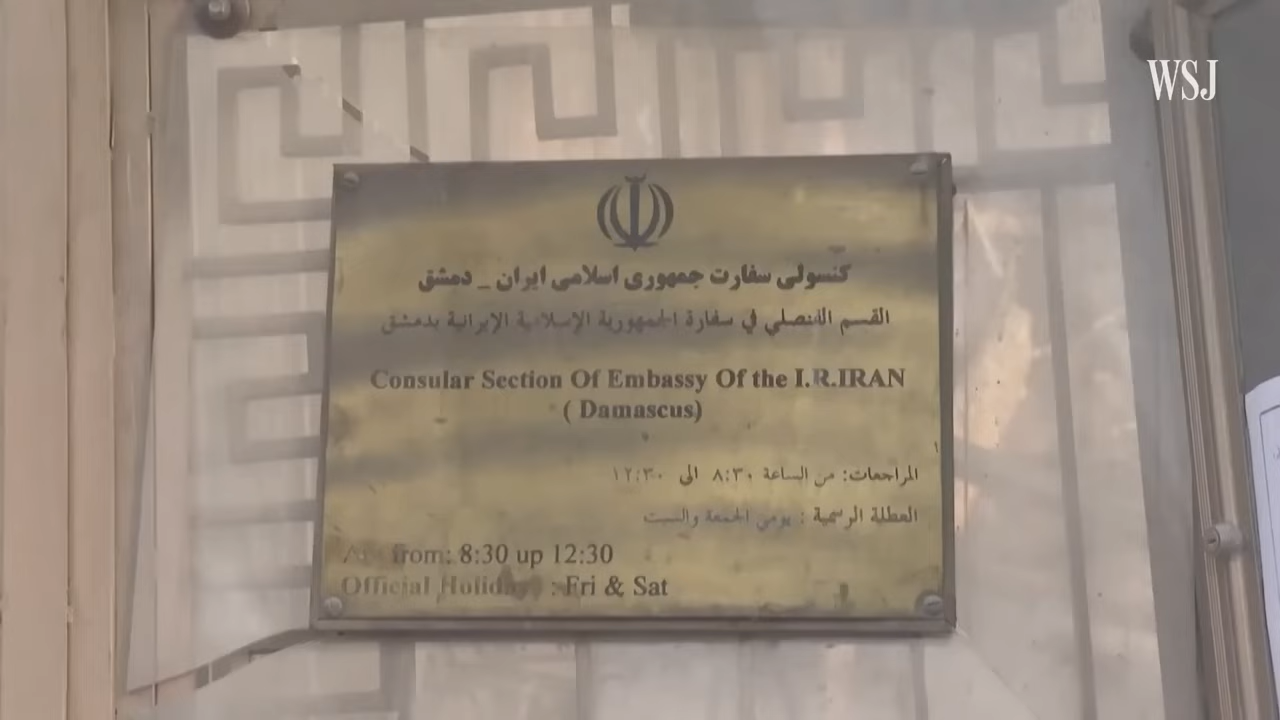 WSJ
کنسولی سفارت جمهوری اسلامی ایران _ دمشق
القسم القنصلي في سفارة الجمهورية الإسلامية الإيرانية بدمشق
Consular Section Of Embassy Of the I.R.IRAN
( Damascus)
المراجعات: من الساعة ٨:٣٠ الى ١٢:٣٠
العطلة الرسمية : يومي الجمعة والسبت
from: 8:30 up 12:30
Official Holidays : Fri & Sat